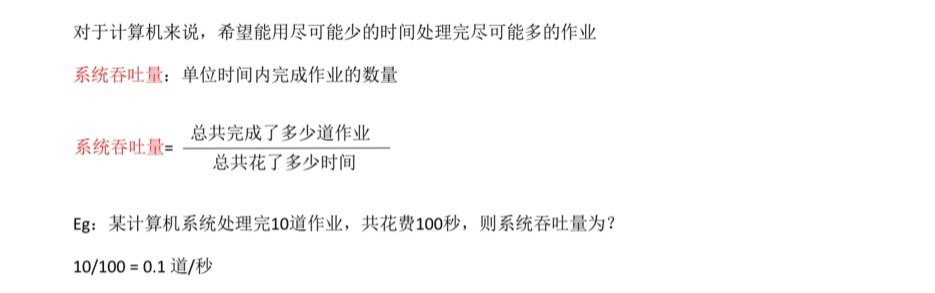 对于计算机来说，希望能用尽可能少的时间处理完尽可能多的作业
系统吞吐量：单位时间内完成作业的数量
系统吞吐量=
总共完成了多少道作业
总共花了多少时间
Eg：某计算机系统处理完10道作业，共花费100秒，则系统吞吐量为？
10/100 = 0.1 道/秒